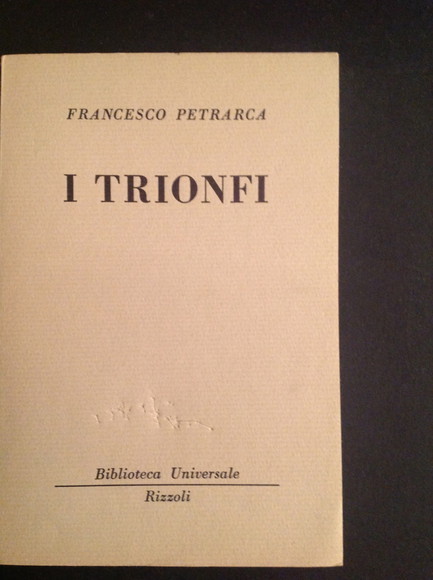 FRANCESCO PETRARCA
I TRIONFI
Biblioteca Universale
Rizzoli